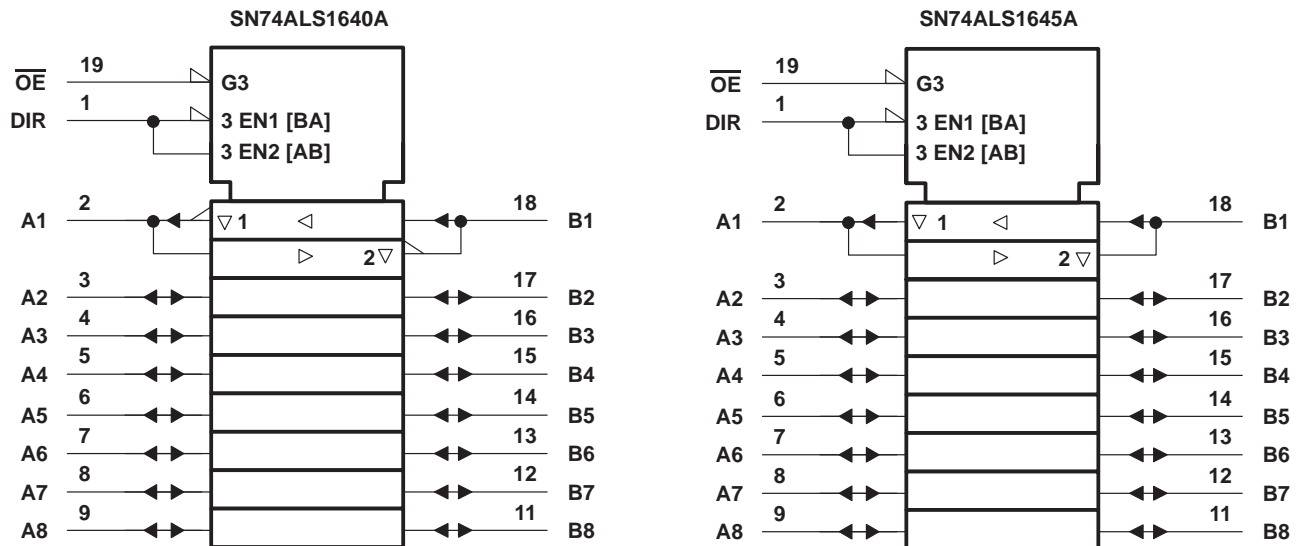 SN74ALS1640A
OE 19 G3
DIR 1 3 EN1 [BA]
3 EN2 [AB]
A1 2 1 18 B1
2
A2 3 17 B2
A3 4 16 B3
A4 5 15 B4
A5 6 14 B5
A6 7 13 B6
A7 8 12 B7
A8 9 11 B8
SN74ALS1645A
OE 19 G3
DIR 1 3 EN1 [BA]
3 EN2 [AB]
A1 2 1 18 B1
2
A2 3 17 B2
A3 4 16 B3
A4 5 15 B4
A5 6 14 B5
A6 7 13 B6
A7 8 12 B7
A8 9 11 B8